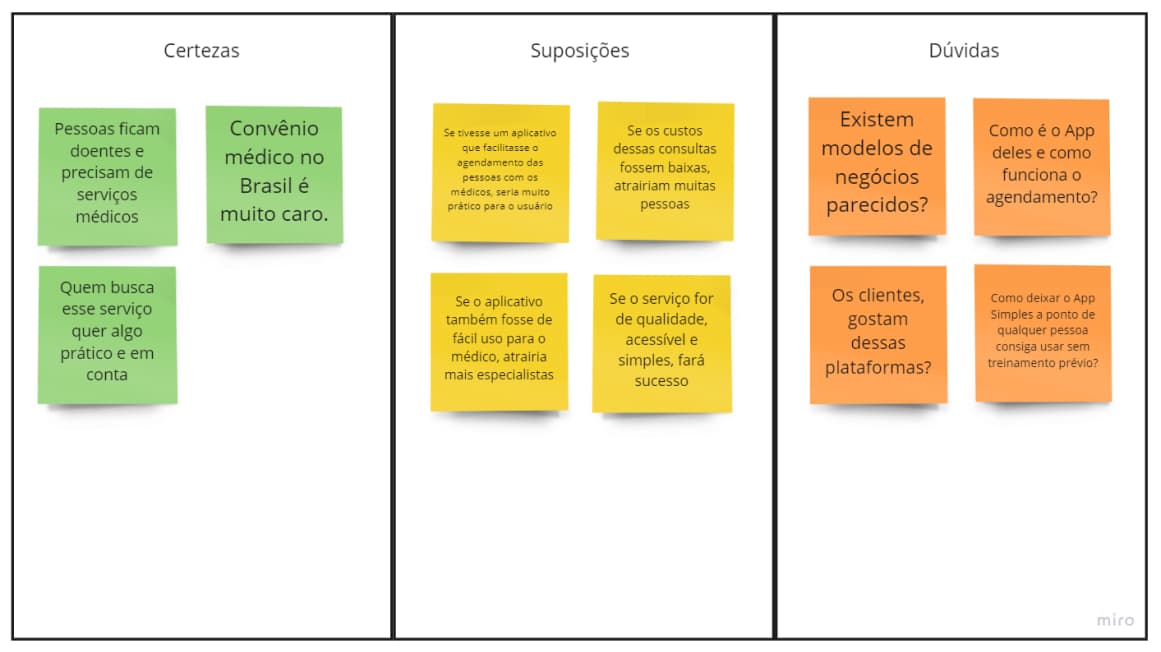 Certezas
Suposições
Dúvidas
Pessoas ficam
doentes e
precisam de
serviços
médicos
Convênio
médico no
Brasil é
muito caro.
Quem busca
esse serviço
quer algo
prático e em
conta
Se tivesse um aplicativo
que facilitasse o
agendamento das
pessoas com os
médicos, seria muito
prático para o usuário
Se os custos
dessas consultas
fossem baixas,
atrairiam muitas
pessoas
Se o aplicativo
também fosse de
fácil uso para o
médico, atrairia
mais especialistas
Se o serviço for
de qualidade,
acessível e
simples, fará
sucesso
Existem
modelos de
negócios
parecidos?
Como é o App
deles e como
funciona o
agendamento?
Os clientes,
gostam
dessas
plataformas?
Como deixar o App
Simples a ponto de
qualquer pessoa
consiga usar sem
treinamento prévio?
miro